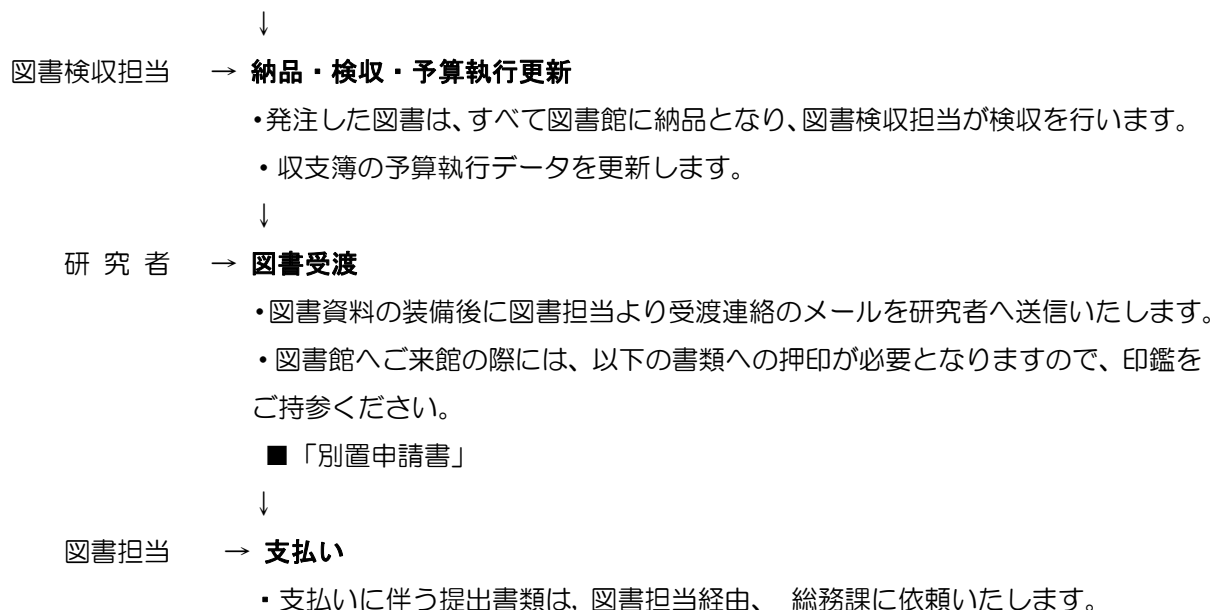 ↓
図書検収担当 → 納品・検収・予算執行更新
・発注した図書は、すべて図書館に納品となり、図書検収担当が検収を行います。
・収支簿の予算執行データを更新します。
↓
研 究 者 → 図書受渡
・図書資料の装備後に図書担当より受渡連絡のメールを研究者へ送信いたします。
・図書館へご来館の際には、以下の書類への押印が必要となりますので、印鑑を
ご持参ください。
■「別置申請書」
↓
図書担当 → 支払い
・支払いに伴う提出書類は, 図書担当経由、 総務課に依頼いたします。